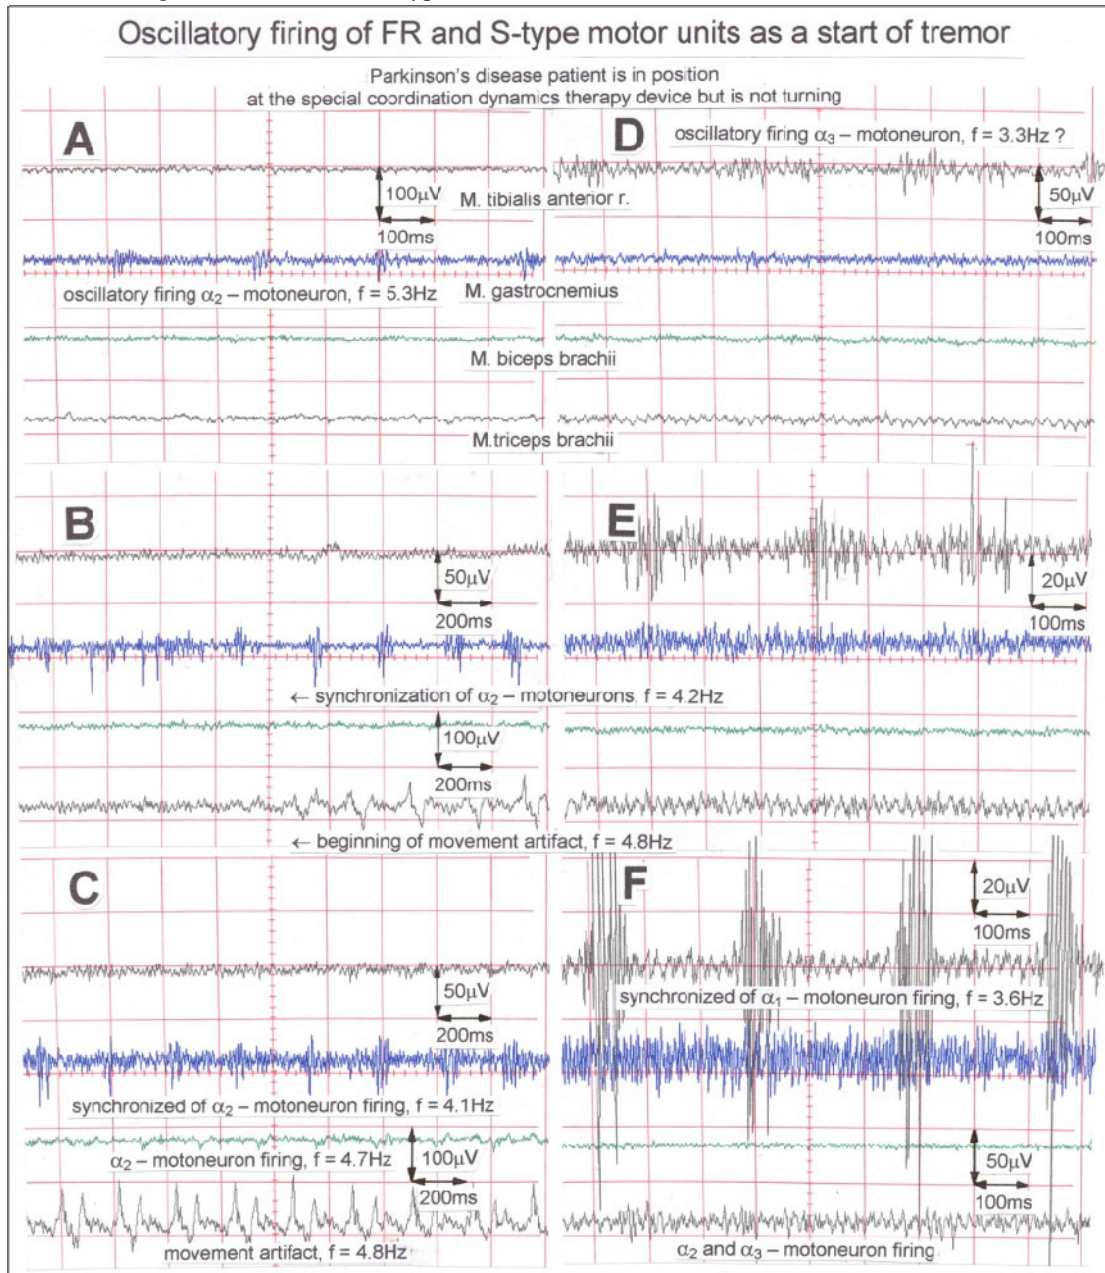 Oscillatory firing of FR and S-type motor units as a start of tremor
Parkinson's disease patient is in position
at the special coordination dynamics therapy device but is not turning
A
100μV
100ms
M. tibialis anterior r.
oscillatory firing α2 – motoneuron, f = 5.3Hz
M. gastrocnemius
M. biceps brachii
M.triceps brachii
D
oscillatory firing α3 – motoneuron, f = 3.3Hz ?
50μV
100ms
B
50μV
200ms
← synchronization of α2 – motoneurons, f = 4.2Hz
100μV
200ms
← beginning of movement artifact, f = 4.8Hz
E
20μV
100ms
C
50μV
200ms
synchronized of α2 – motoneuron firing, f = 4.1Hz
α2 – motoneuron firing, f = 4.7Hz
100μV
200ms
movement artifact, f = 4.8Hz
F
20μV
100ms
synchronized of α1 – motoneuron firing, f = 3.6Hz
50μV
100ms
α2 and α3 – motoneuron firing